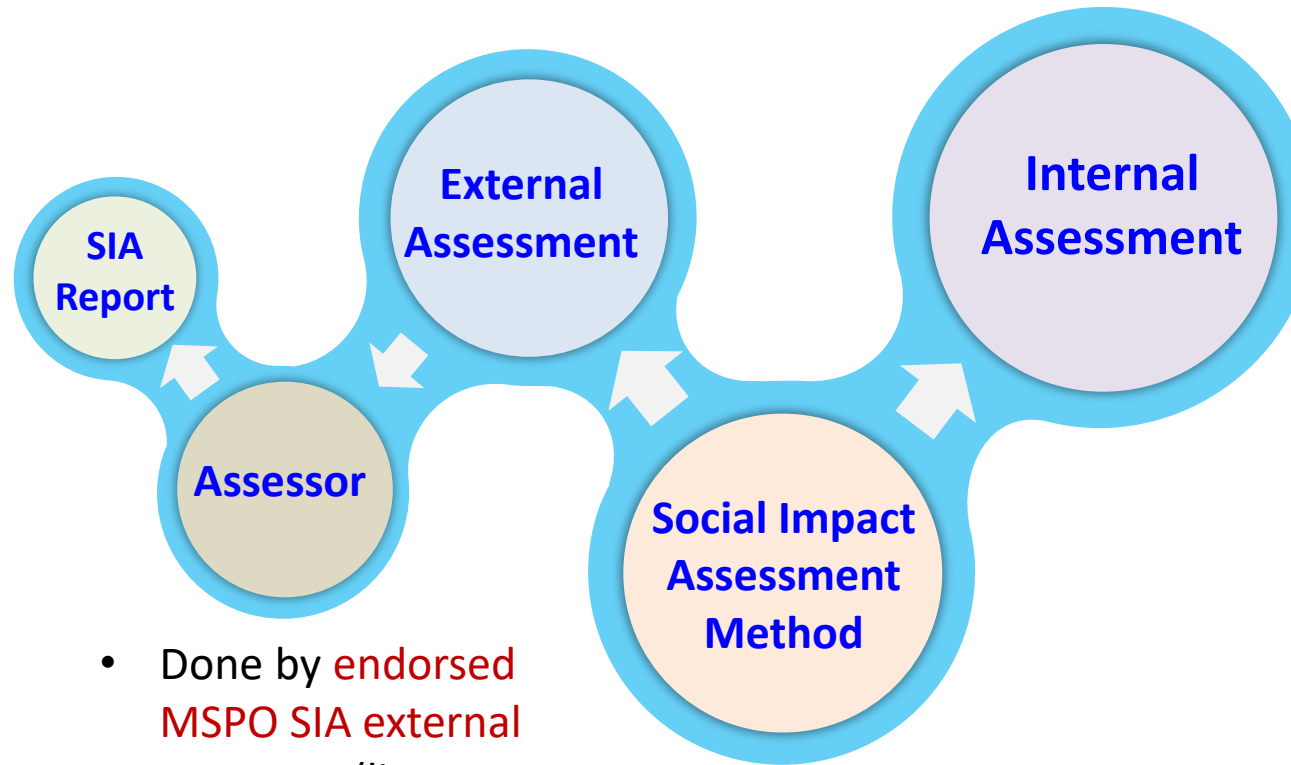 SIA
Report
External
Assessment
Internal
Assessment
Assessor
Social Impact
Assessment
Method
• Done by endorsed
MSPO SIA external